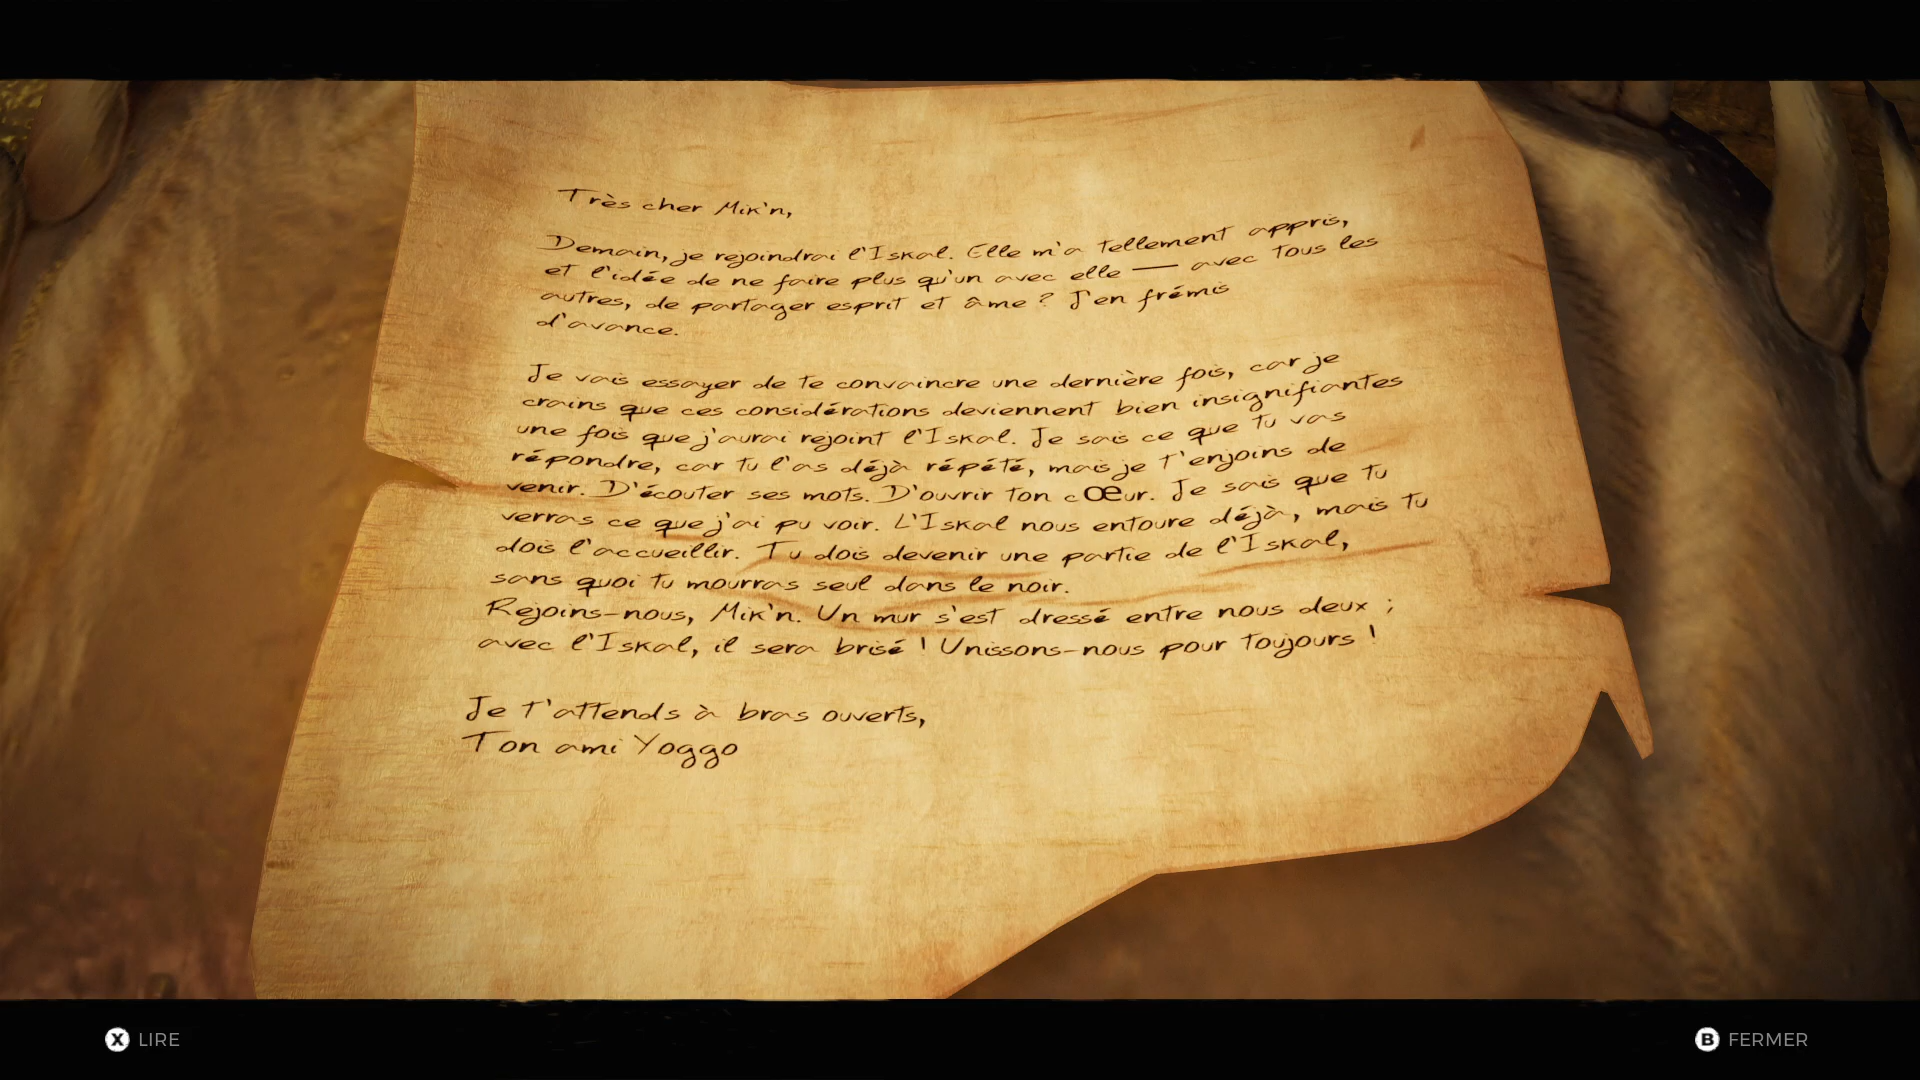 Très cher Mik'n,
Demain, je rejoindrai l'Iskal. Elle m'a tellement appris,
et l'idée de ne faire plus qu'un avec elle — avec tous les
autres, de partager esprit et âme ? J'en frémis
d'avance.
Je vais essayer de te convaincre une dernière fois, car je
crains que ces considérations deviennent bien insignifiantes
une fois que j'aurai rejoint l'Iskal. Je sais ce que tu vas
répondre, car tu l'as déjà répété, mais je t'enjoins de
venir. D'écouter ses mots. D'ouvrir ton cŒur. Je sais que tu
verras ce que j'ai pu voir. L'Iskal nous entoure déjà, mais tu
dois l'accueillir. Tu dois devenir une partie de l'Iskal,
sans quoi tu mourras seul dans le noir.
Rejoins-nous, Mik'n. Un mur s'est dressé entre nous deux ;
avec l'Iskal, il sera brisé ! Unissons-nous pour toujours !
Je t'attends à bras ouverts,
Ton ami Yoggo
X LIRE
B FERMER